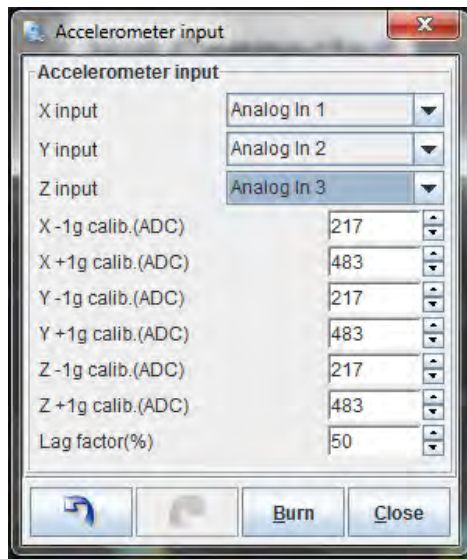 Accelerometer input
Accelerometer input
X input Analog In 1
Y input Analog In 2
Z input Analog In 3
X -1g calib.(ADC) 217
X +1g calib.(ADC) 483
Y -1g calib.(ADC) 217
Y +1g calib.(ADC) 483
Z -1g calib.(ADC) 217
Z +1g calib.(ADC) 483
Lag factor(%) 50
Burn Close